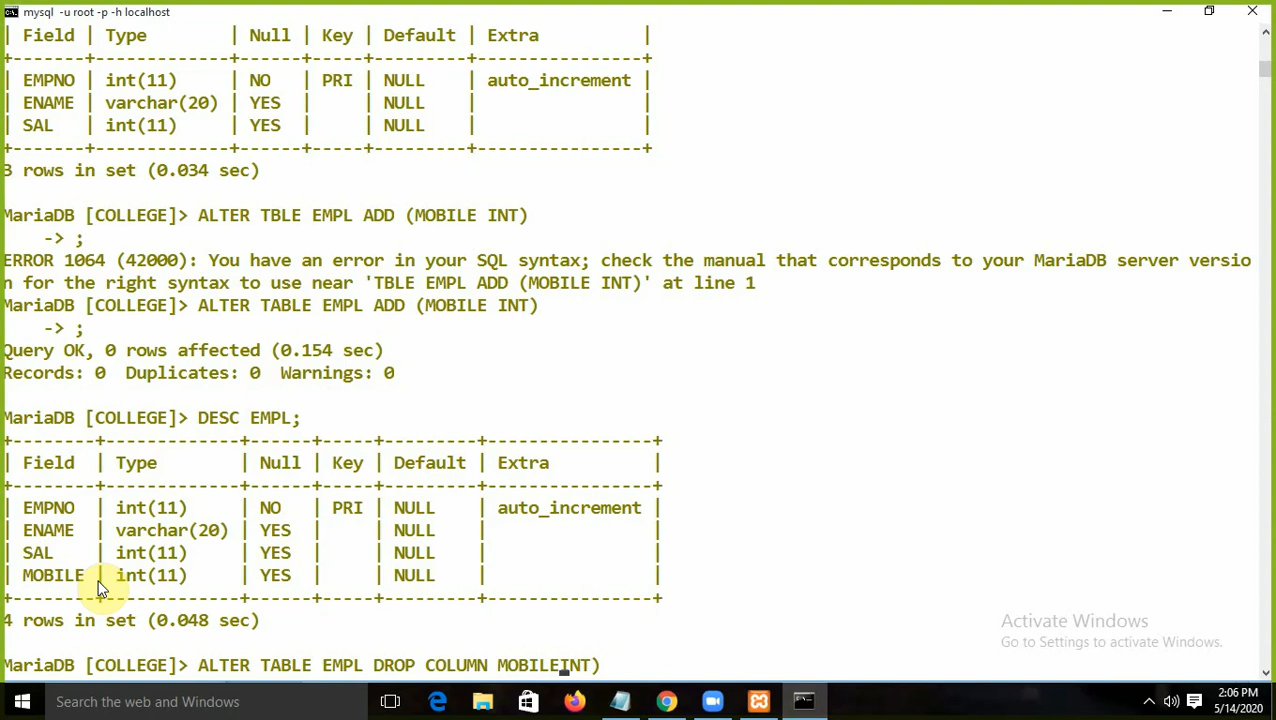 mysql -u root -p -h localhost
| Field | Type | Null | Key | Default | Extra |
+-------+-------------+------+-----+---------+----------------+
| EMPNO | int(11) | NO | PRI | NULL | auto_increment |
| ENAME | varchar(20) | YES | | NULL | |
| SAL | int(11) | YES | | NULL | |
+-------+-------------+------+-----+---------+----------------+
3 rows in set (0.034 sec)
MariaDB [COLLEGE]> ALTER TBLE EMPL ADD (MOBILE INT)
-> ;
ERROR 1064 (42000): You have an error in your SQL syntax; check the manual that corresponds to your MariaDB server versio
n for the right syntax to use near 'TBLE EMPL ADD (MOBILE INT)' at line 1
MariaDB [COLLEGE]> ALTER TABLE EMPL ADD (MOBILE INT)
-> ;
Query OK, 0 rows affected (0.154 sec)
Records: 0 Duplicates: 0 Warnings: 0
MariaDB [COLLEGE]> DESC EMPL;
+--------+-------------+------+-----+---------+----------------+
| Field | Type | Null | Key | Default | Extra |
+--------+-------------+------+-----+---------+----------------+
| EMPNO | int(11) | NO | PRI | NULL | auto_increment |
| ENAME | varchar(20) | YES | | NULL | |
| SAL | int(11) | YES | | NULL | |
| MOBILE | int(11) | YES | | NULL | |
+--------+-------------+------+-----+---------+----------------+
4 rows in set (0.048 sec)
Activate Windows
Go to Settings to activate Windows.
MariaDB [COLLEGE]> ALTER TABLE EMPL DROP COLUMN MOBILEINT)
Search the web and Windows
2:06 PM
5/14/2020